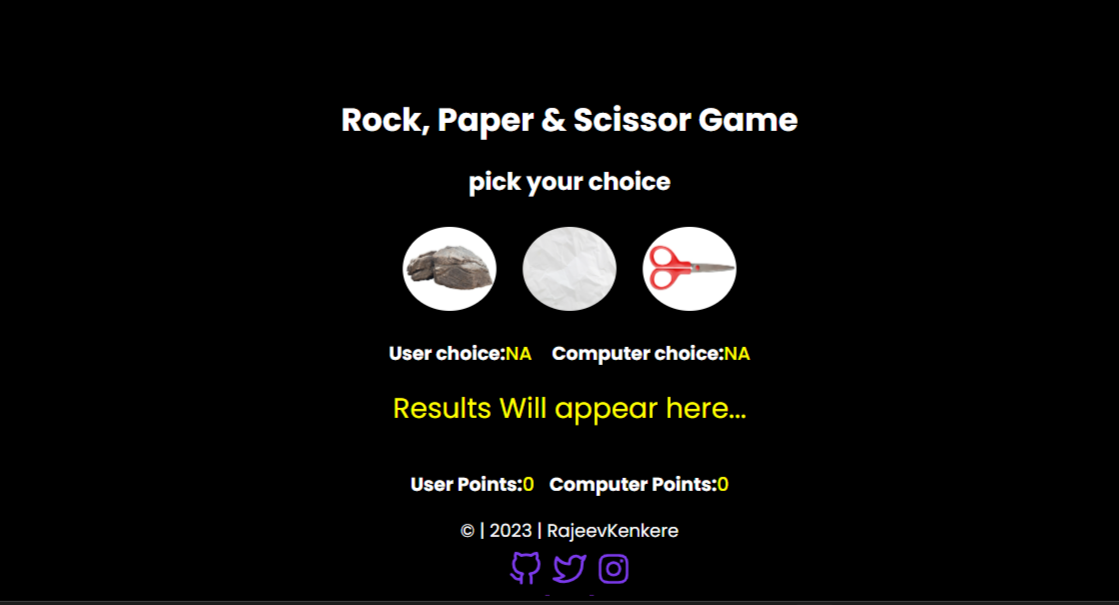 Rock, Paper & Scissor Game
pick your choice
User choice:NA Computer choice:NA
Results Will appear here...
User Points:0 Computer Points:0
© | 2023 | RajeevKenkere